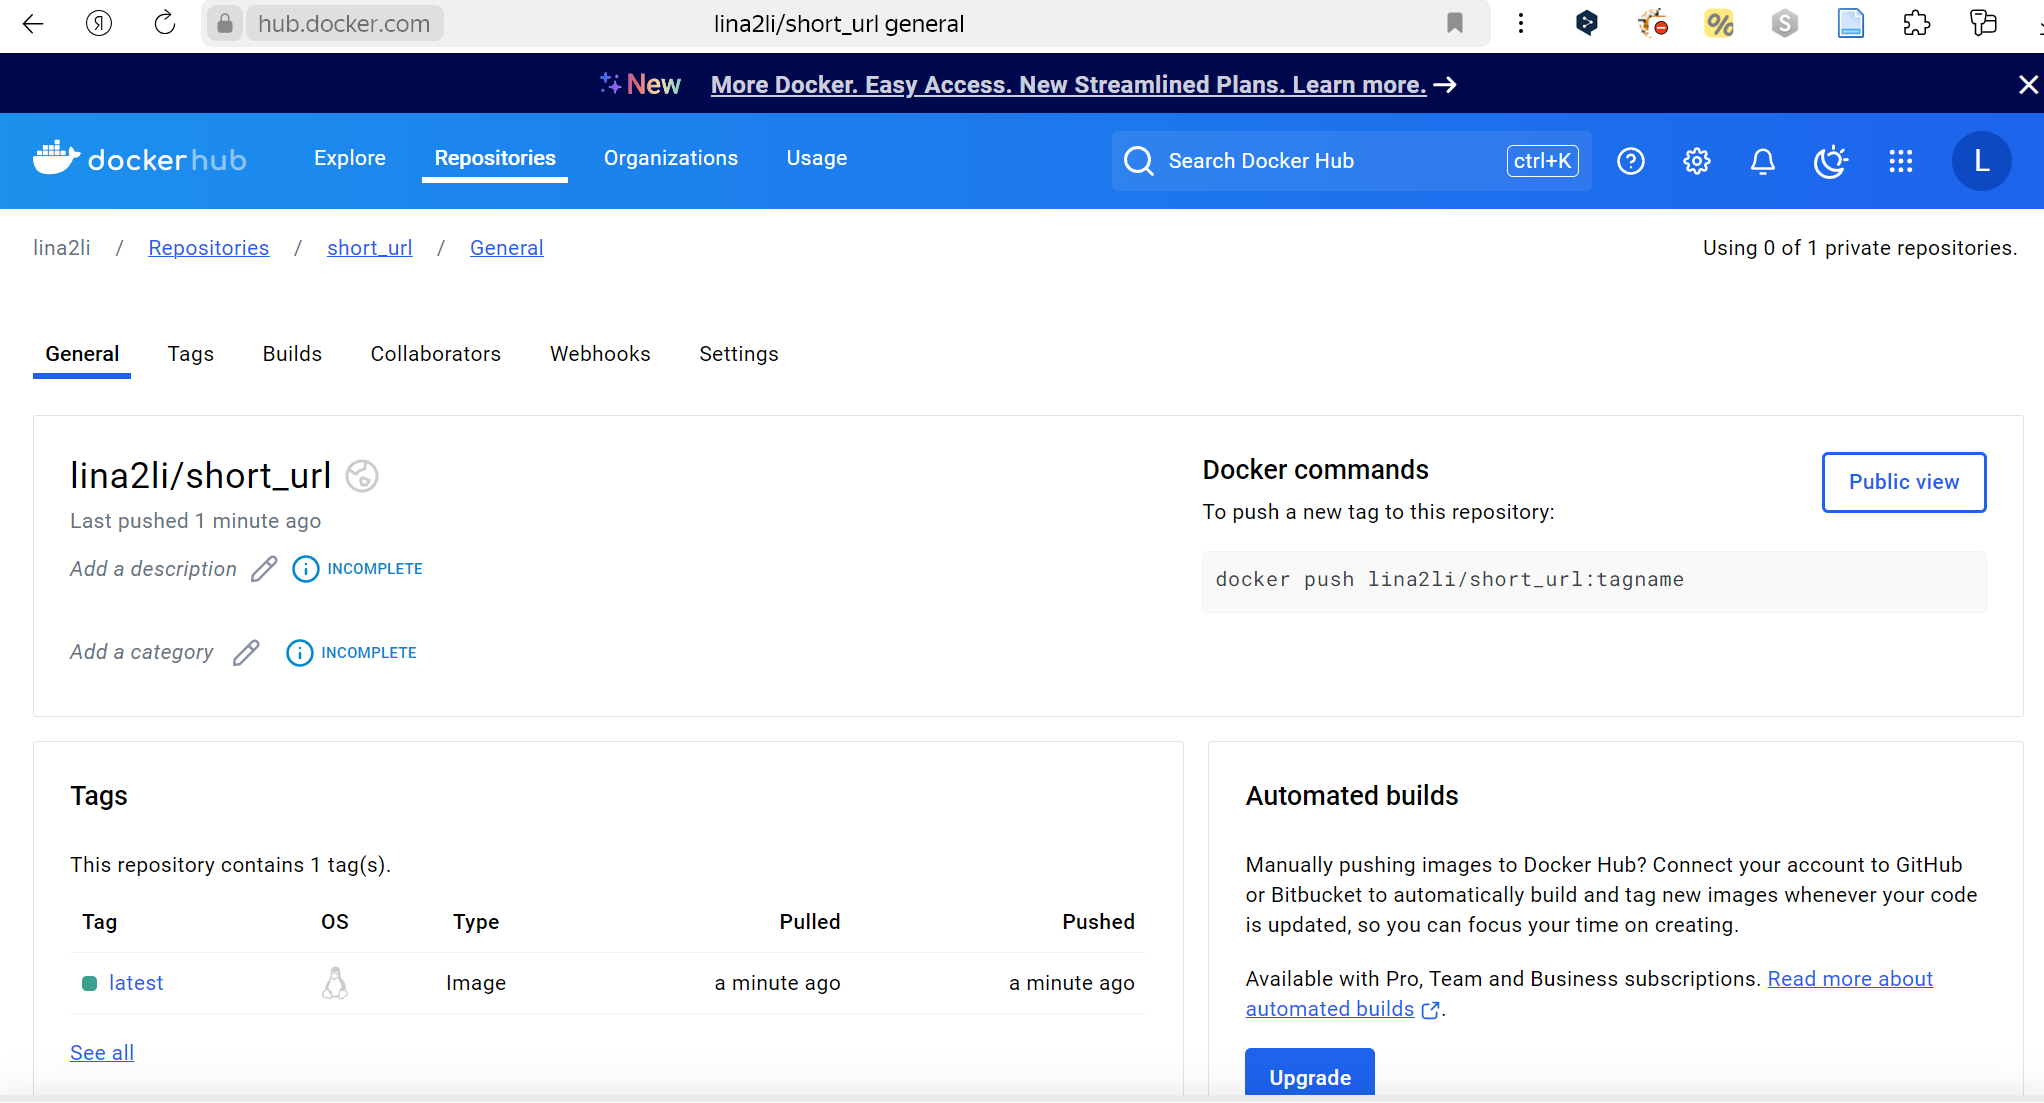 Я hub.docker.com lina2li/short_url general % S
New More Docker. Easy Access. New Streamlined Plans. Learn more. →
docker hub Explore Repositories Organizations Usage Search Docker Hub ctrl+K L
lina2li / Repositories / short_url / General Using 0 of 1 private repositories.
General Tags Builds Collaborators Webhooks Settings
lina2li/short_url
Last pushed 1 minute ago
Add a description INCOMPLETE
Add a category INCOMPLETE
Docker commands
Public view
To push a new tag to this repository:
docker push lina2li/short_url:tagname
Tags
This repository contains 1 tag(s).
Tag OS Type Pulled Pushed
latest Image a minute ago a minute ago
See all
Automated builds
Manually pushing images to Docker Hub? Connect your account to GitHub
or Bitbucket to automatically build and tag new images whenever your code
is updated, so you can focus your time on creating.
Available with Pro, Team and Business subscriptions. Read more about
automated builds.
Upgrade